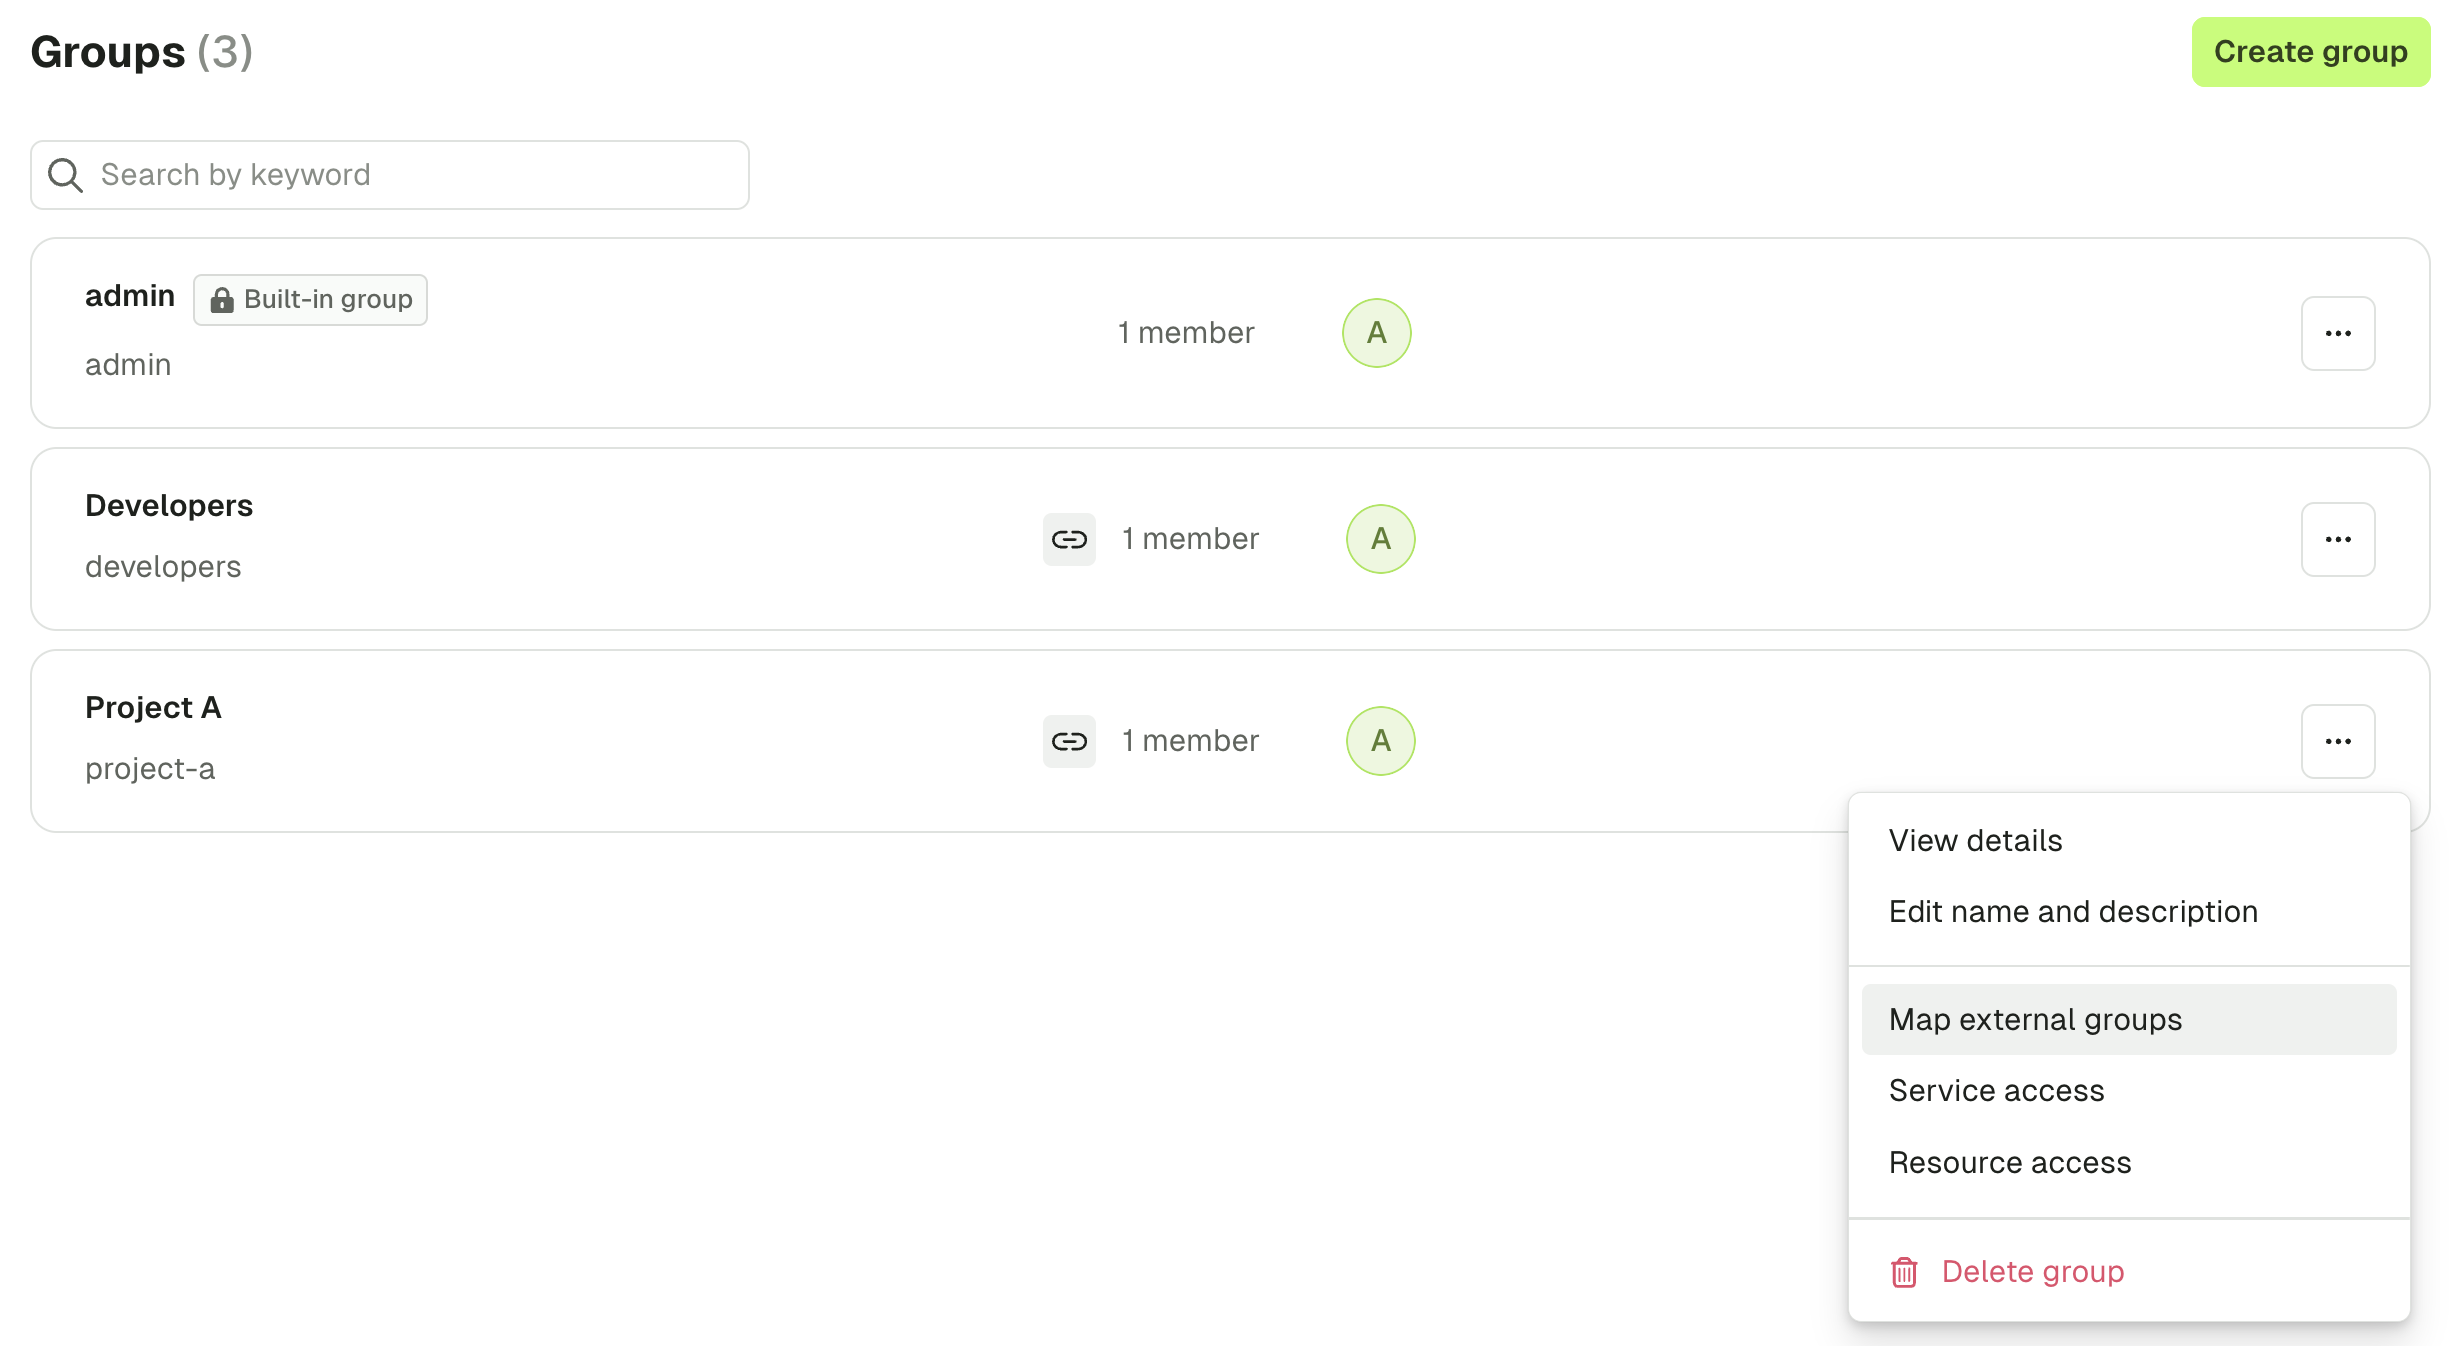 Groups (3)
Create group
Search by keyword
admin
Built-in group
admin
1 member
A
Developers
developers
1 member
A
Project A
project-a
1 member
A
View details
Edit name and description
Map external groups
Service access
Resource access
Delete group